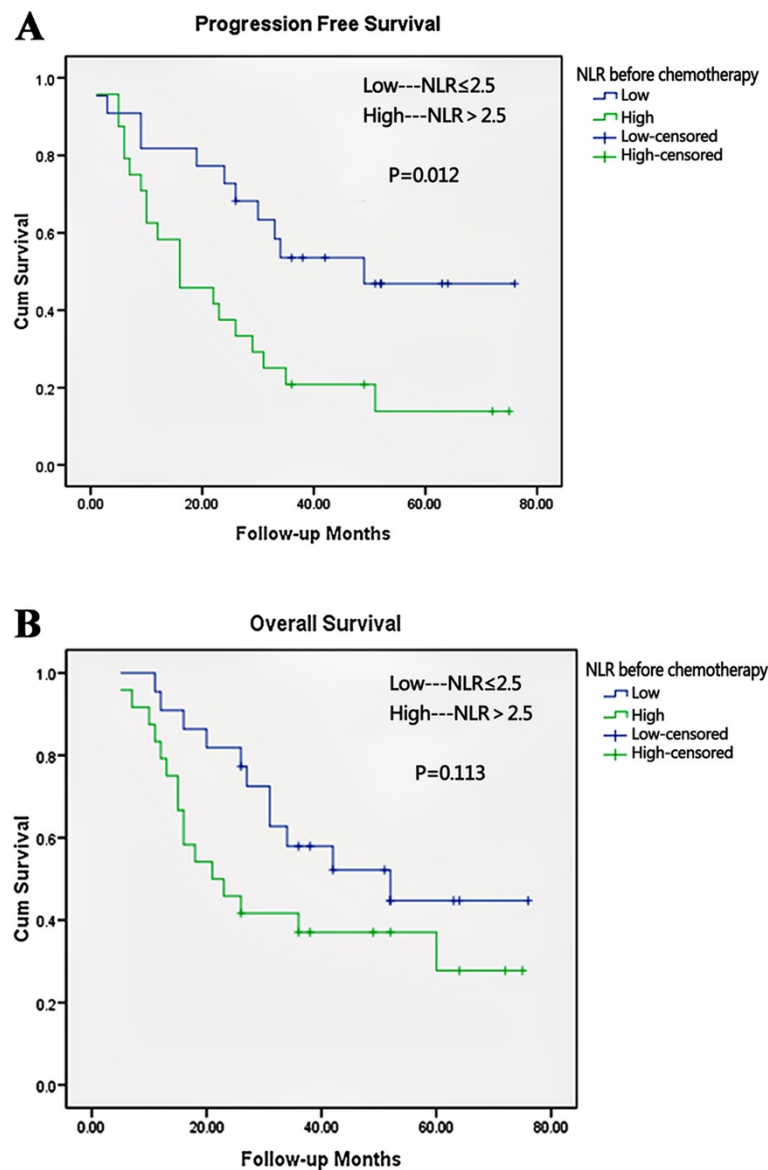 A
Progression Free Survival
Low---NLR≤2.5
High---NLR > 2.5
P=0.012
NLR before chemotherapy
Low
High
Low-censored
High-censored
Cum Survival
1.0
0.8
0.6
0.4
0.2
0.0
0.00 20.00 40.00 60.00 80.00
Follow-up Months
B
Overall Survival
Low---NLR≤2.5
High---NLR > 2.5
P=0.113
NLR before chemotherapy
Low
High
Low-censored
High-censored
Cum Survival
1.0
0.8
0.6
0.4
0.2
0.0
0.00 20.00 40.00 60.00 80.00
Follow-up Months